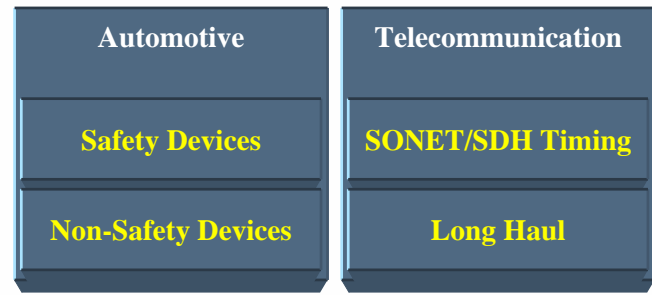 Automotive
Safety Devices
Non-Safety Devices
Telecommunication
SONET/SDH Timing
Long Haul